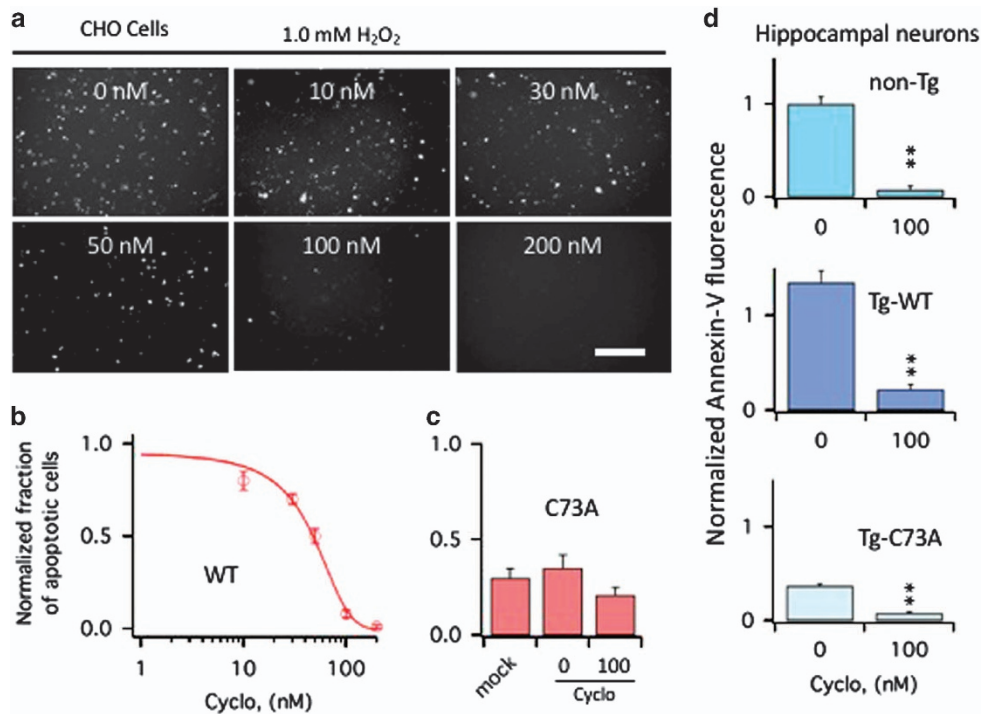 a
CHO Cells
1.0 mM H₂O₂
0 nM
10 nM
30 nM
50 nM
100 nM
200 nM
b
Normalized fraction
of apoptotic cells
1.0
0.5
0.0
WT
1
10
100
Cyclo, (nM)
c
1.0
0.5
0.0
C73A
mock
0
100
Cyclo
d
Hippocampal neurons
Normalized Annexin-V fluorescence
non-Tg
1
0
**
0
100
Tg-WT
1
0
**
0
100
Tg-C73A
1
0
**
0
100
Cyclo, (nM)